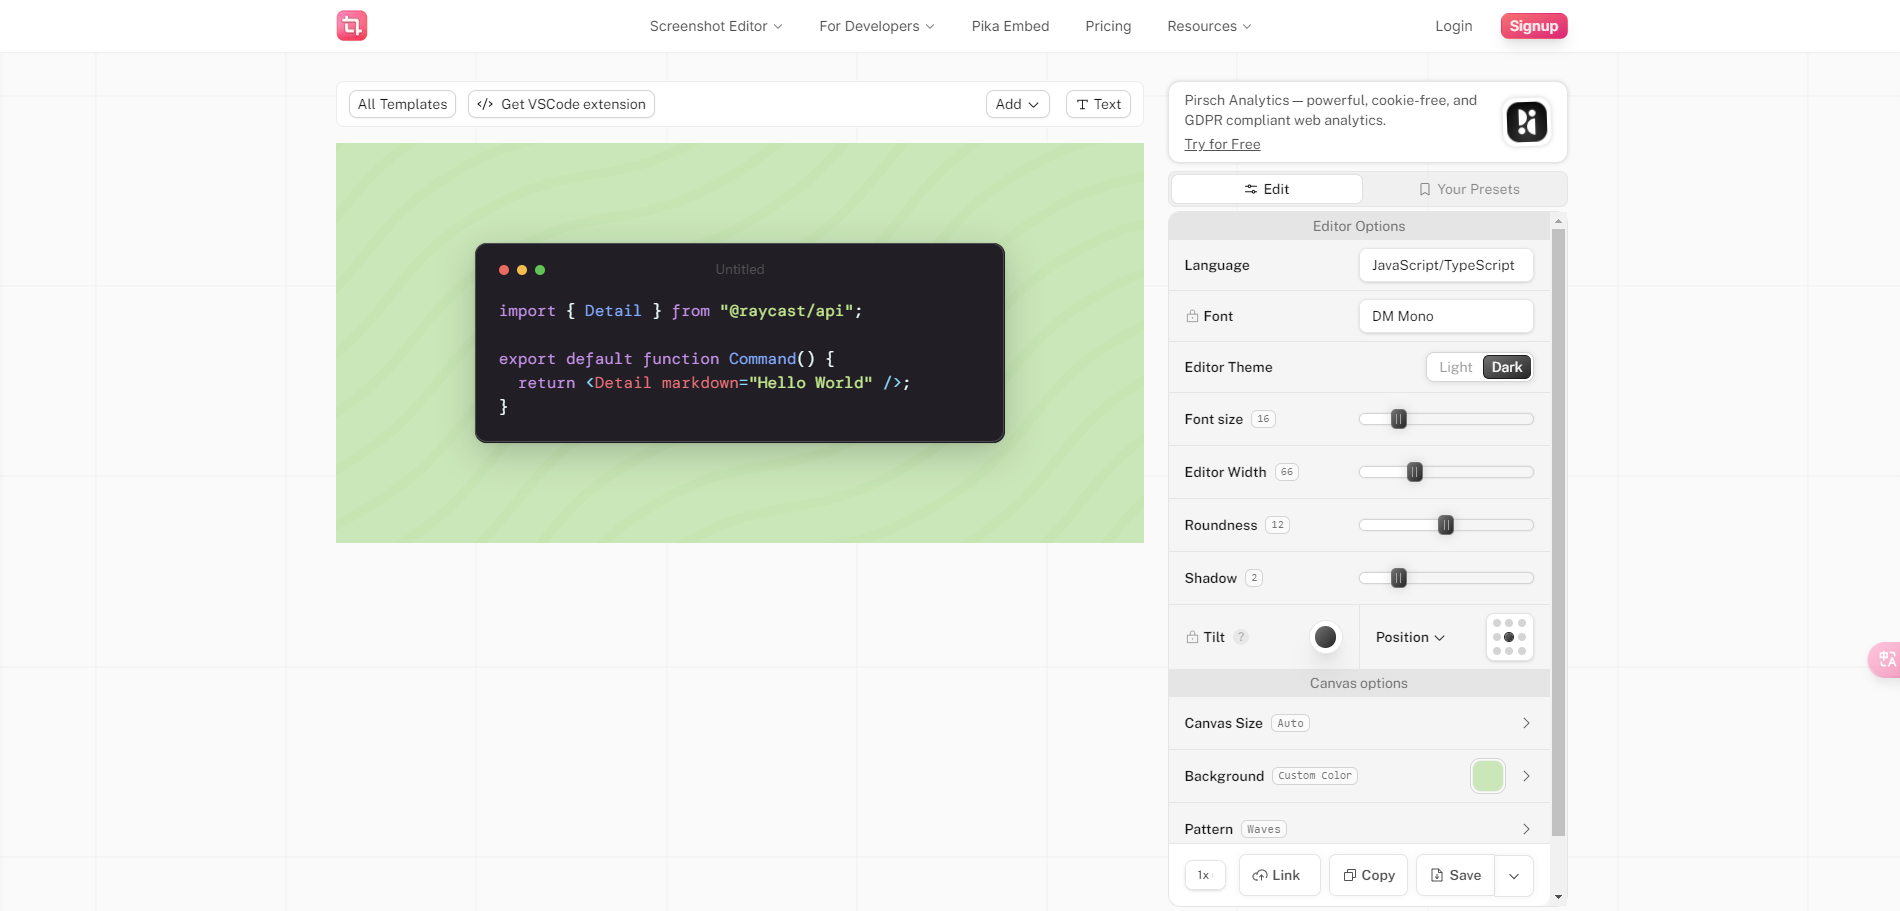 Screenshot Editor
For Developers
Pika Embed
Pricing
Resources
Login
Signup
All Templates
</> Get VSCode extension
Add
Text
Untitled
import { Detail } from "@raycast/api";
export default function Command() {
  return <Detail markdown="Hello World" />;
}
Pirsch Analytics — powerful, cookie-free, and
GDPR compliant web analytics.
Try for Free
Edit
Your Presets
Editor Options
Language
JavaScript/TypeScript
Font
DM Mono
Editor Theme
Light
Dark
Font size 16
Editor Width 66
Roundness 12
Shadow 2
Tilt ?
Position
Canvas options
Canvas Size Auto
Background Custom Color
Pattern Waves
1x
Link
Copy
Save
中A